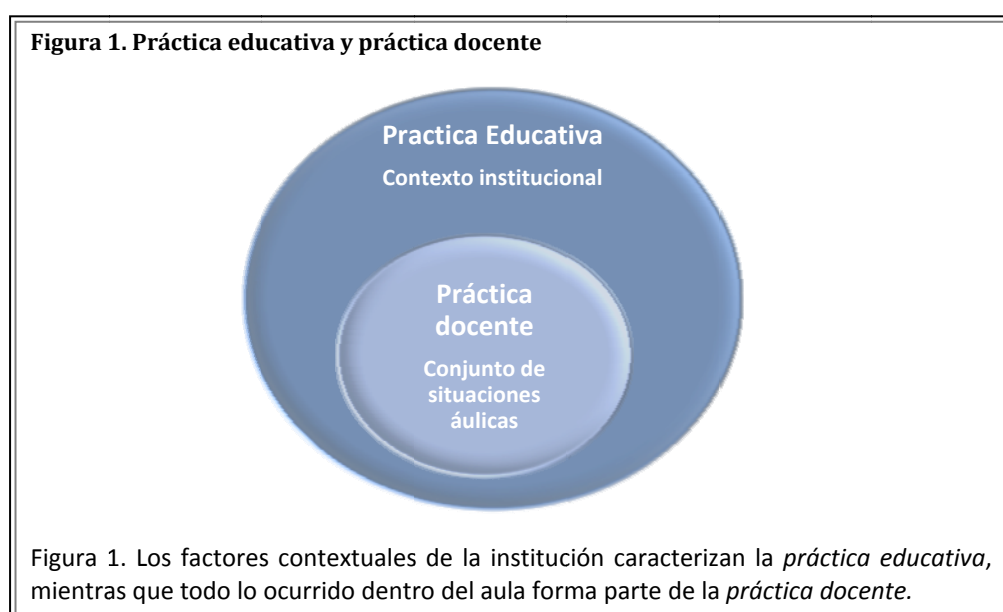 Figura 1. Práctica educativa y práctica docente
Practica Educativa
Contexto institucional
Práctica
docente
Conjunto de
situaciones
áulicas
Figura 1. Los factores contextuales de la institución caracterizan la práctica educativa,
mientras que todo lo ocurrido dentro del aula forma parte de la práctica docente.